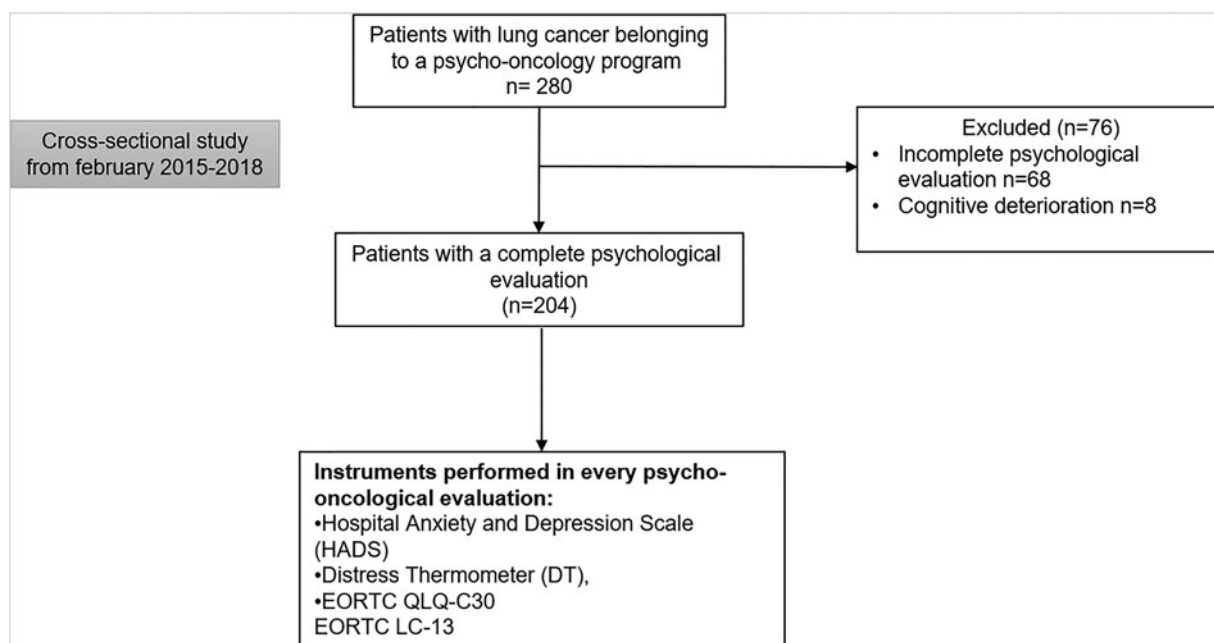 Patients with lung cancer belonging
to a psycho-oncology program
n= 280
Cross-sectional study
from february 2015-2018
Excluded (n=76)
• Incomplete psychological
evaluation n=68
• Cognitive deterioration n=8
Patients with a complete psychological
evaluation
(n=204)
Instruments performed in every psycho-
oncological evaluation:
•Hospital Anxiety and Depression Scale
(HADS)
•Distress Thermometer (DT),
•EORTC QLQ-C30
EORTC LC-13